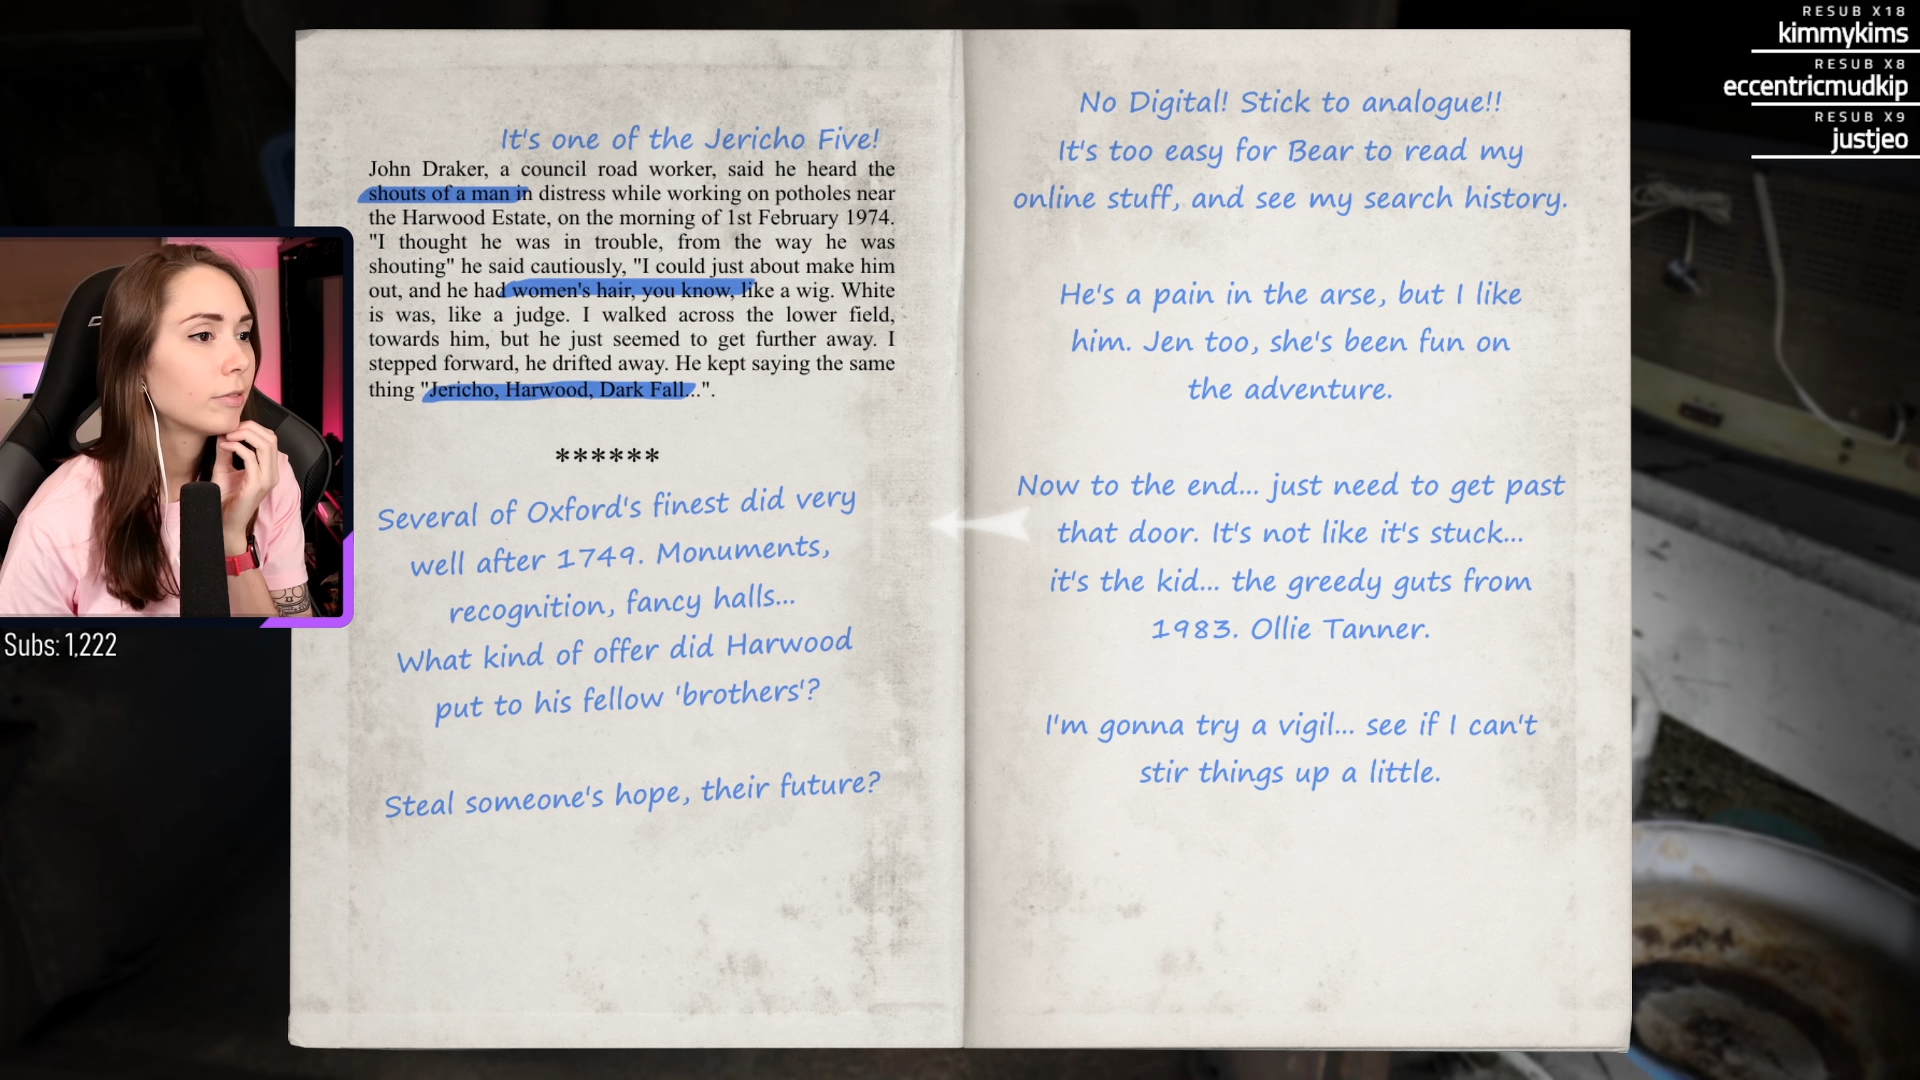 It's one of the Jericho Five!
John Draker, a council road worker, said he heard the
shouts of a man in distress while working on potholes near
the Harwood Estate, on the morning of 1st February 1974.
"I thought he was in trouble, from the way he was
shouting" he said cautiously, "I could just about make him
out, and he had women's hair, you know, like a wig. White
is was, like a judge. I walked across the lower field,
towards him, but he just seemed to get further away. I
stepped forward, he drifted away. He kept saying the same
thing "Jericho, Harwood, Dark Fall...".
******
Several of Oxford's finest did very
well after 1749. Monuments,
recognition, fancy halls...
What kind of offer did Harwood
put to his fellow 'brothers'?
Steal someone's hope, their future?
No Digital! Stick to analogue!!
It's too easy for Bear to read my
online stuff, and see my search history.
He's a pain in the arse, but I like
him. Jen too, she's been fun on
the adventure.
Now to the end... just need to get past
that door. It's not like it's stuck...
it's the kid... the greedy guts from
1983. Ollie Tanner.
I'm gonna try a vigil... see if I can't
stir things up a little.
RESUB X18
kimmykims
RESUB X8
eccentricmudkip
RESUB X9
justjeo
Subs: 1,222